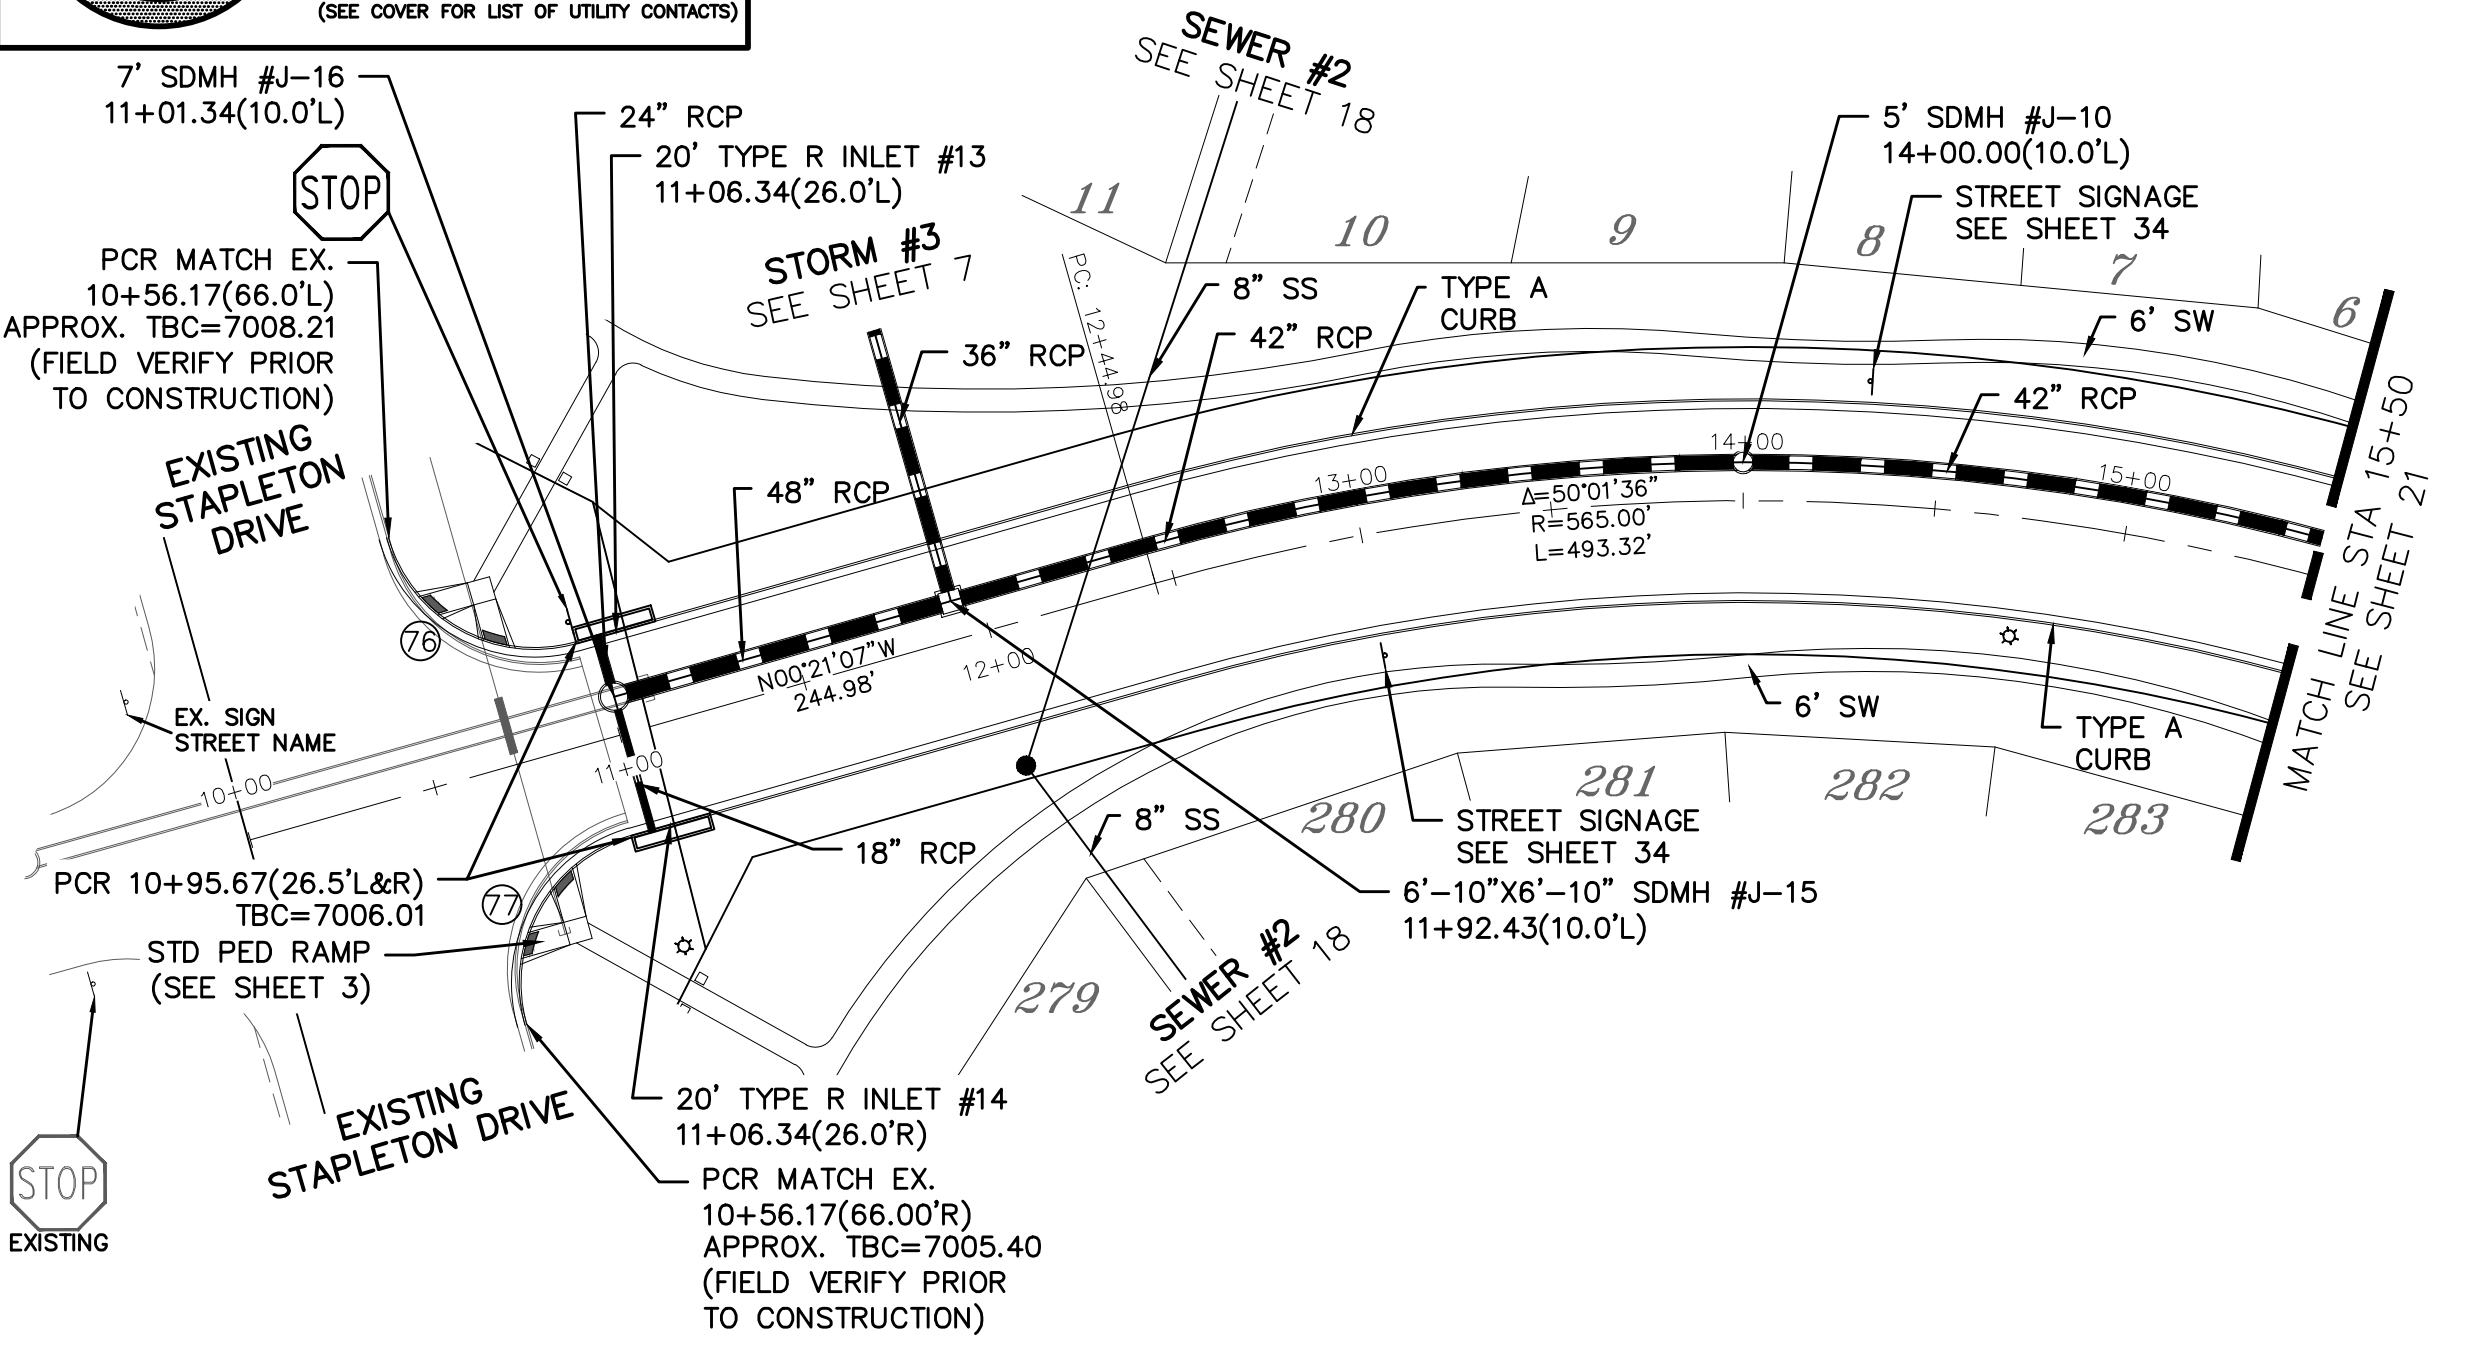 (SEE COVER FOR LIST OF UTILITY CONTACTS)
7' SDMH #J-16
11+01.34(10.0'L)
STOP
PCR MATCH EX.
10+56.17(66.0'L)
APPROX. TBC=7008.21
(FIELD VERIFY PRIOR
TO CONSTRUCTION)
24" RCP
20' TYPE R INLET #13
11+06.34(26.0'L)
STORM #3
SEE SHEET 7
36" RCP
SEWER #2
SEE SHEET 18
PC: 12+44.98
8" SS
42" RCP
TYPE A
CURB
5' SDMH #J-10
14+00.00(10.0'L)
STREET SIGNAGE
SEE SHEET 34
11
10
9
8
7
6
6' SW
42" RCP
EXISTING
STAPLETON
DRIVE
48" RCP
13+00
14+00
15+00
Δ=50°01'36"
R=565.00'
L=493.32'
MATCH LINE STA 15+50
SEE SHEET 21
76
N00°21'07"W
244.98'
12+00
11+00
10+00
EX. SIGN
STREET NAME
6' SW
TYPE A
CURB
280
281
282
283
279
8" SS
STREET SIGNAGE
SEE SHEET 34
18" RCP
6'-10"X6'-10" SDMH #J-15
11+92.43(10.0'L)
PCR 10+95.67(26.5'L&R)
TBC=7006.01
77
STD PED RAMP
(SEE SHEET 3)
SEWER #2
SEE SHEET 18
EXISTING
STAPLETON DRIVE
20' TYPE R INLET #14
11+06.34(26.0'R)
PCR MATCH EX.
10+56.17(66.00'R)
APPROX. TBC=7005.40
(FIELD VERIFY PRIOR
TO CONSTRUCTION)
STOP
EXISTING